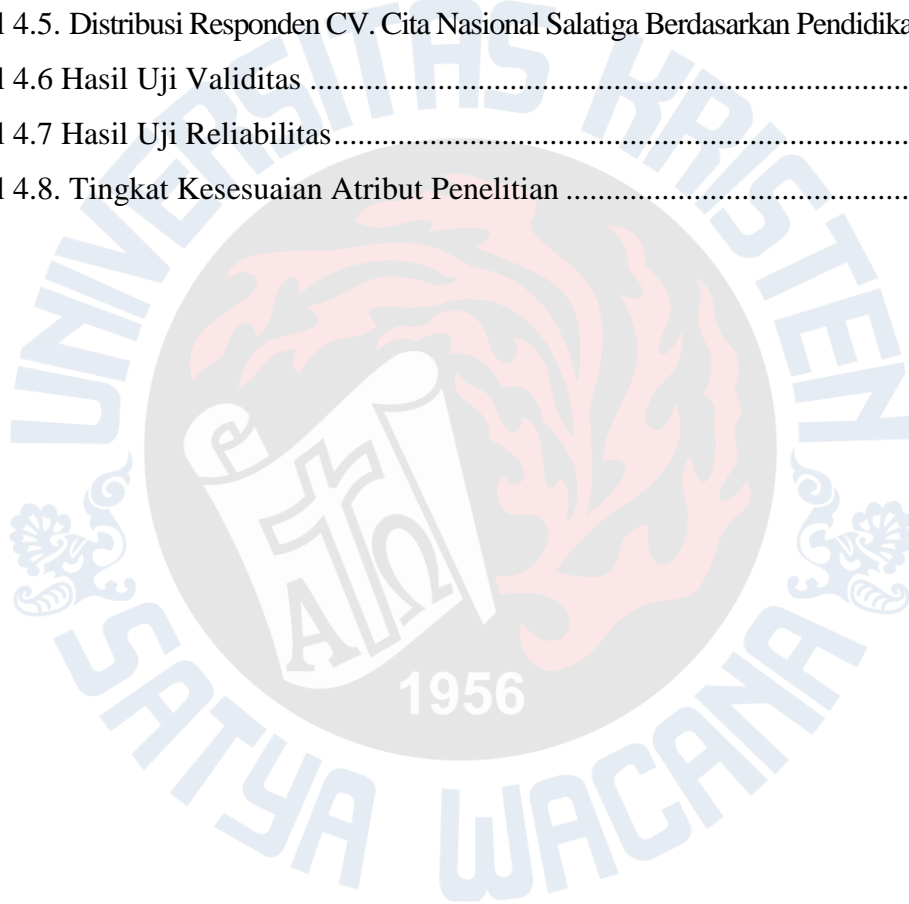 l 4.5. Distribusi Responden CV. Cita Nasional Salatiga Berdasarkan Pendidika
l 4.6 Hasil Uji Validitas ...........................................................................
l 4.7 Hasil Uji Reliabilitas........................................................................
l 4.8. Tingkat Kesesuaian Atribut Penelitian ...........................................
UNIVERSITAS KRISTEN
ΑΩ
1956
SATYA WACANA